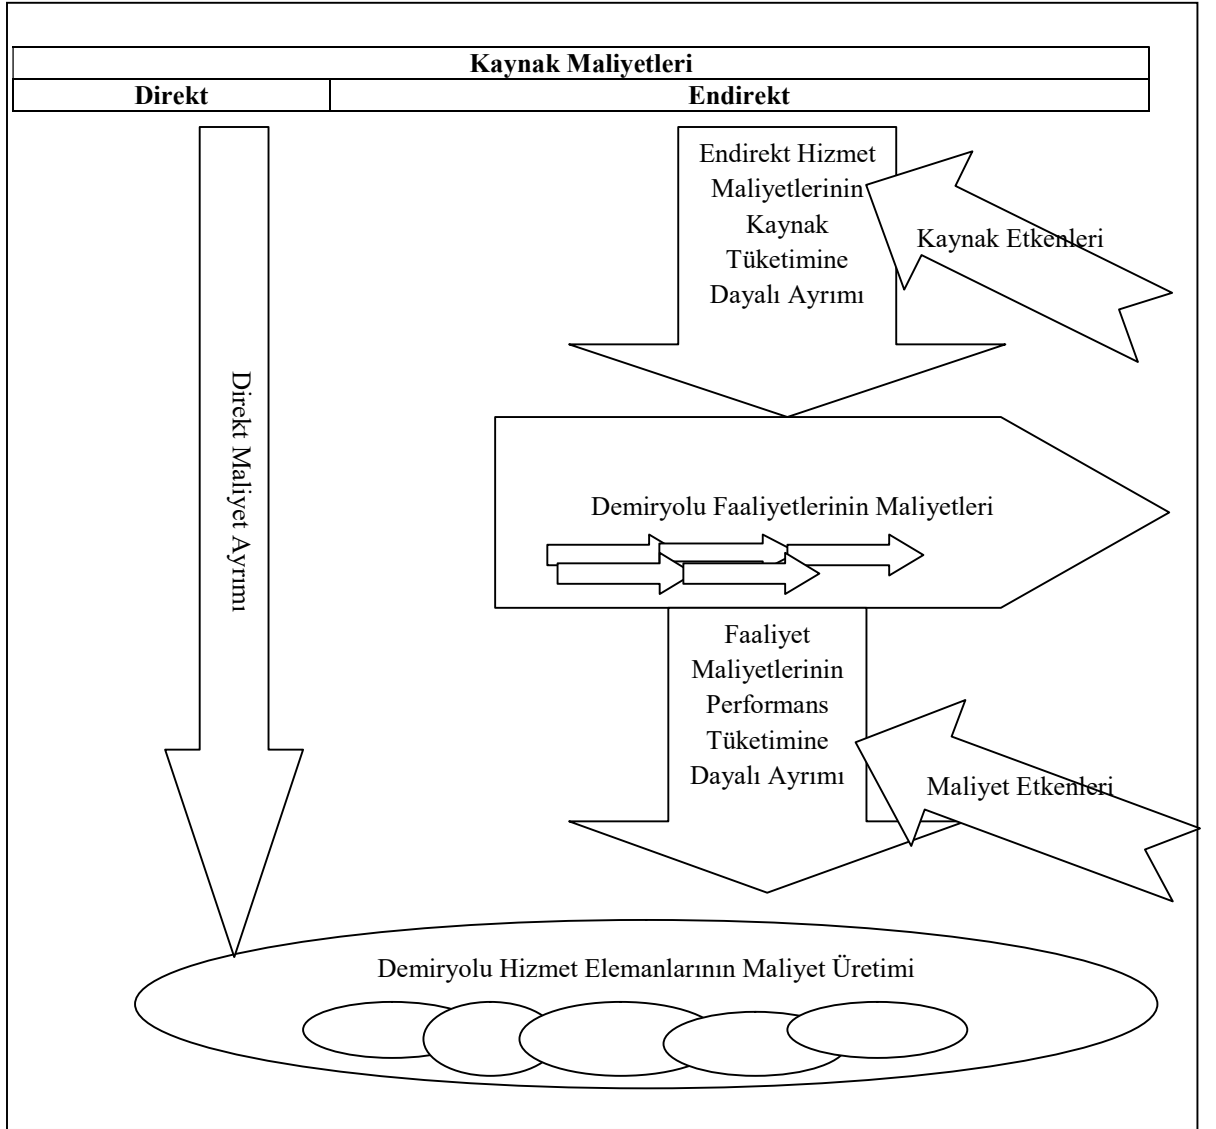 Kaynak Maliyetleri
Direkt
Endirekt
Endirekt Hizmet
Maliyetlerinin
Kaynak
Tüketimine
Dayalı Ayrımı
Kaynak Etkenleri
Direkt Maliyet Ayrımı
Demiryolu Faaliyetlerinin Maliyetleri
Faaliyet
Maliyetlerinin
Performans
Tüketimine
Dayalı Ayrımı
Maliyet Etkenleri
Demiryolu Hizmet Elemanlarının Maliyet Üretimi